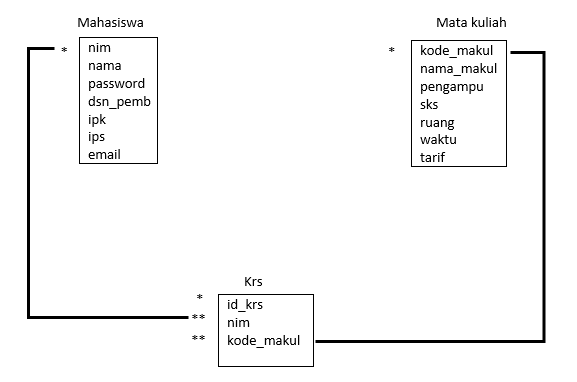 Mahasiswa
* nim
nama
password
dsn_pemb
ipk
ips
email
Mata kuliah
* kode_makul
nama_makul
pengampu
sks
ruang
waktu
tarif
Krs
* id_krs
** nim
** kode_makul